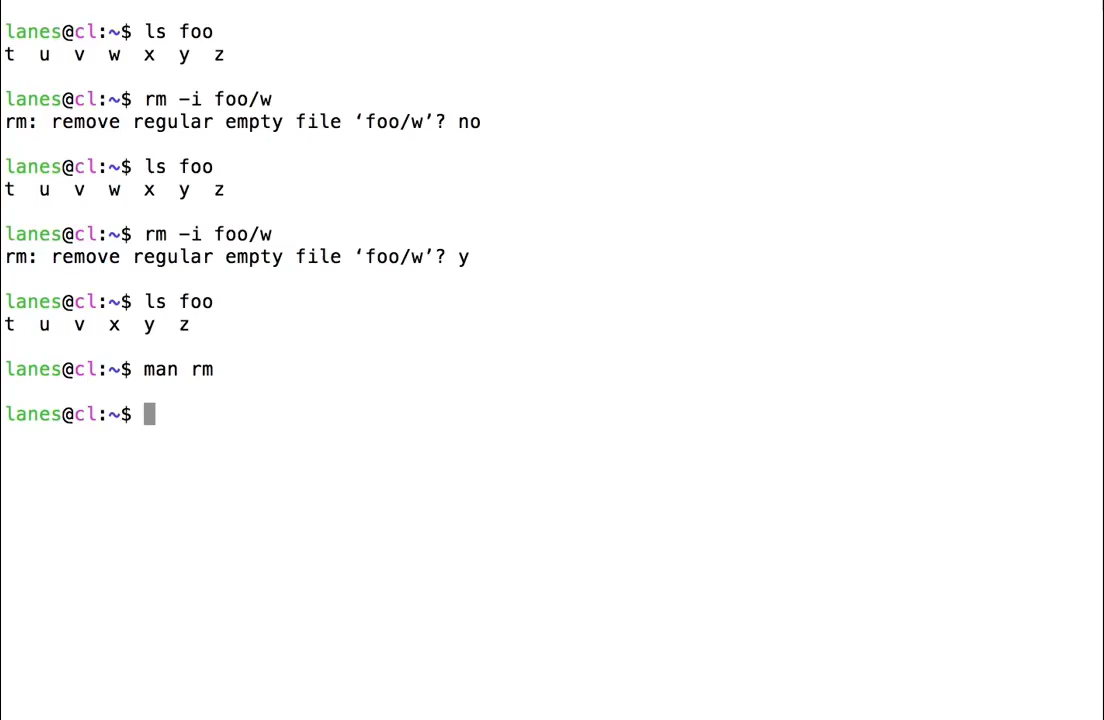 lanes@cl:~$ ls foo
t  u  v  w  x  y  z
lanes@cl:~$ rm -i foo/w
rm: remove regular empty file ‘foo/w’? no
lanes@cl:~$ ls foo
t  u  v  w  x  y  z
lanes@cl:~$ rm -i foo/w
rm: remove regular empty file ‘foo/w’? y
lanes@cl:~$ ls foo
t  u  v  x  y  z
lanes@cl:~$ man rm
lanes@cl:~$